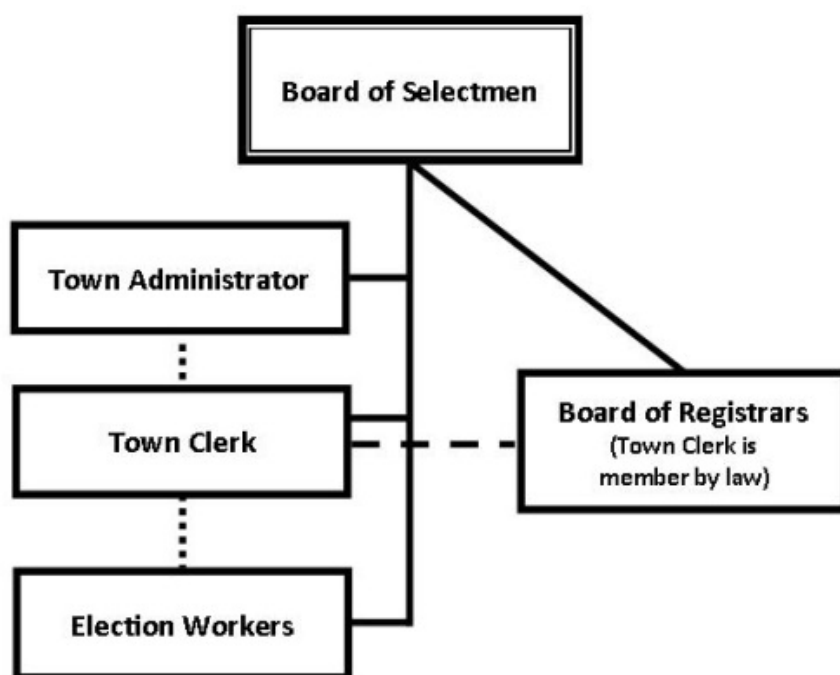 Board of Selectmen
Town Administrator
Town Clerk
Board of Registrars
(Town Clerk is
member by law)
Election Workers